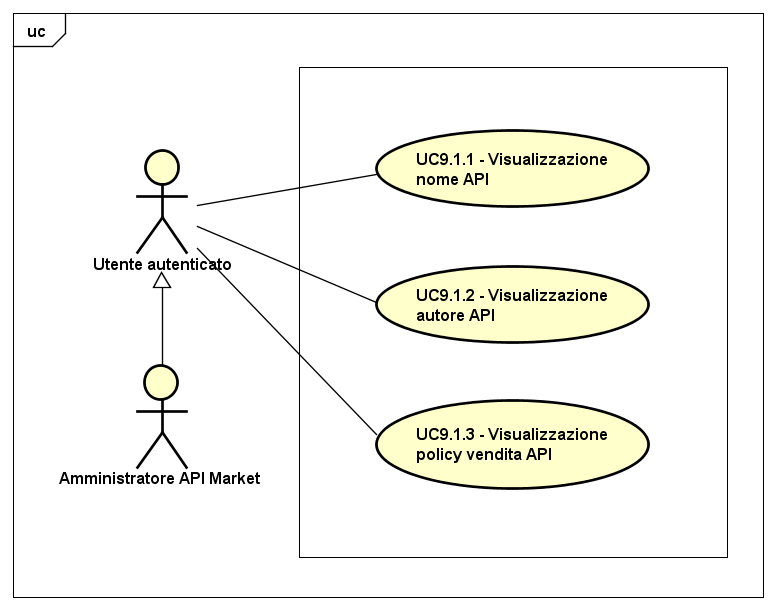 uc
UC9.1.1 - Visualizzazione
nome API
Utente autenticato
UC9.1.2 - Visualizzazione
autore API
UC9.1.3 - Visualizzazione
policy vendita API
Amministratore API Market